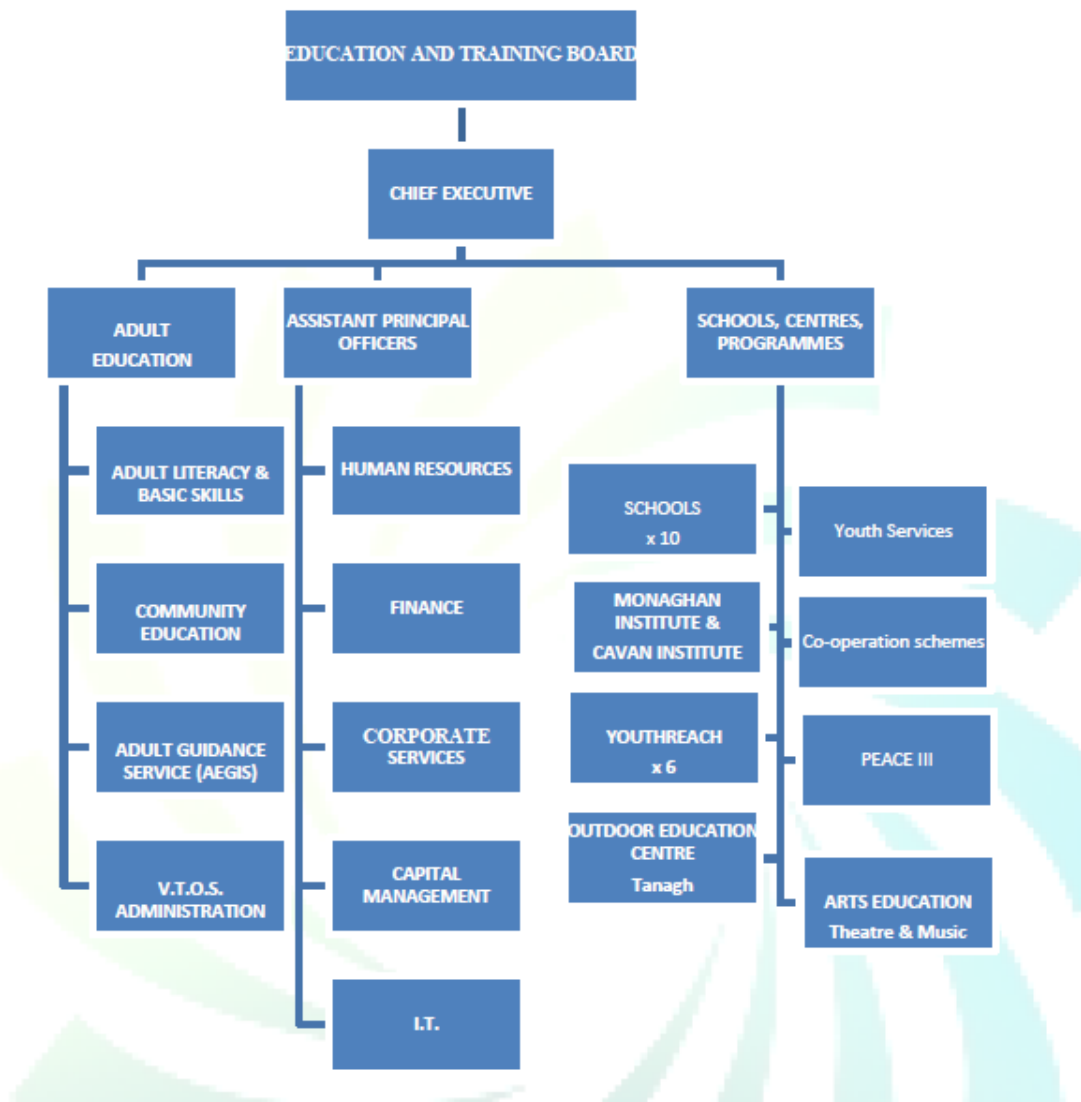 EDUCATION AND TRAINING BOARD
CHIEF EXECUTIVE
ADULT
EDUCATION
ASSISTANT PRINCIPAL
OFFICERS
SCHOOLS, CENTRES,
PROGRAMMES
ADULT LITERACY &
BASIC SKILLS
COMMUNITY
EDUCATION
ADULT GUIDANCE
SERVICE (AEGIS)
V.T.O.S.
ADMINISTRATION
HUMAN RESOURCES
FINANCE
CORPORATE
SERVICES
CAPITAL
MANAGEMENT
I.T.
SCHOOLS
x 10
MONAGHAN
INSTITUTE &
CAVAN INSTITUTE
YOUTHREACH
x 6
OUTDOOR EDUCATION
CENTRE
Tanagh
Youth Services
Co-operation schemes
PEACE III
ARTS EDUCATION
Theatre & Music